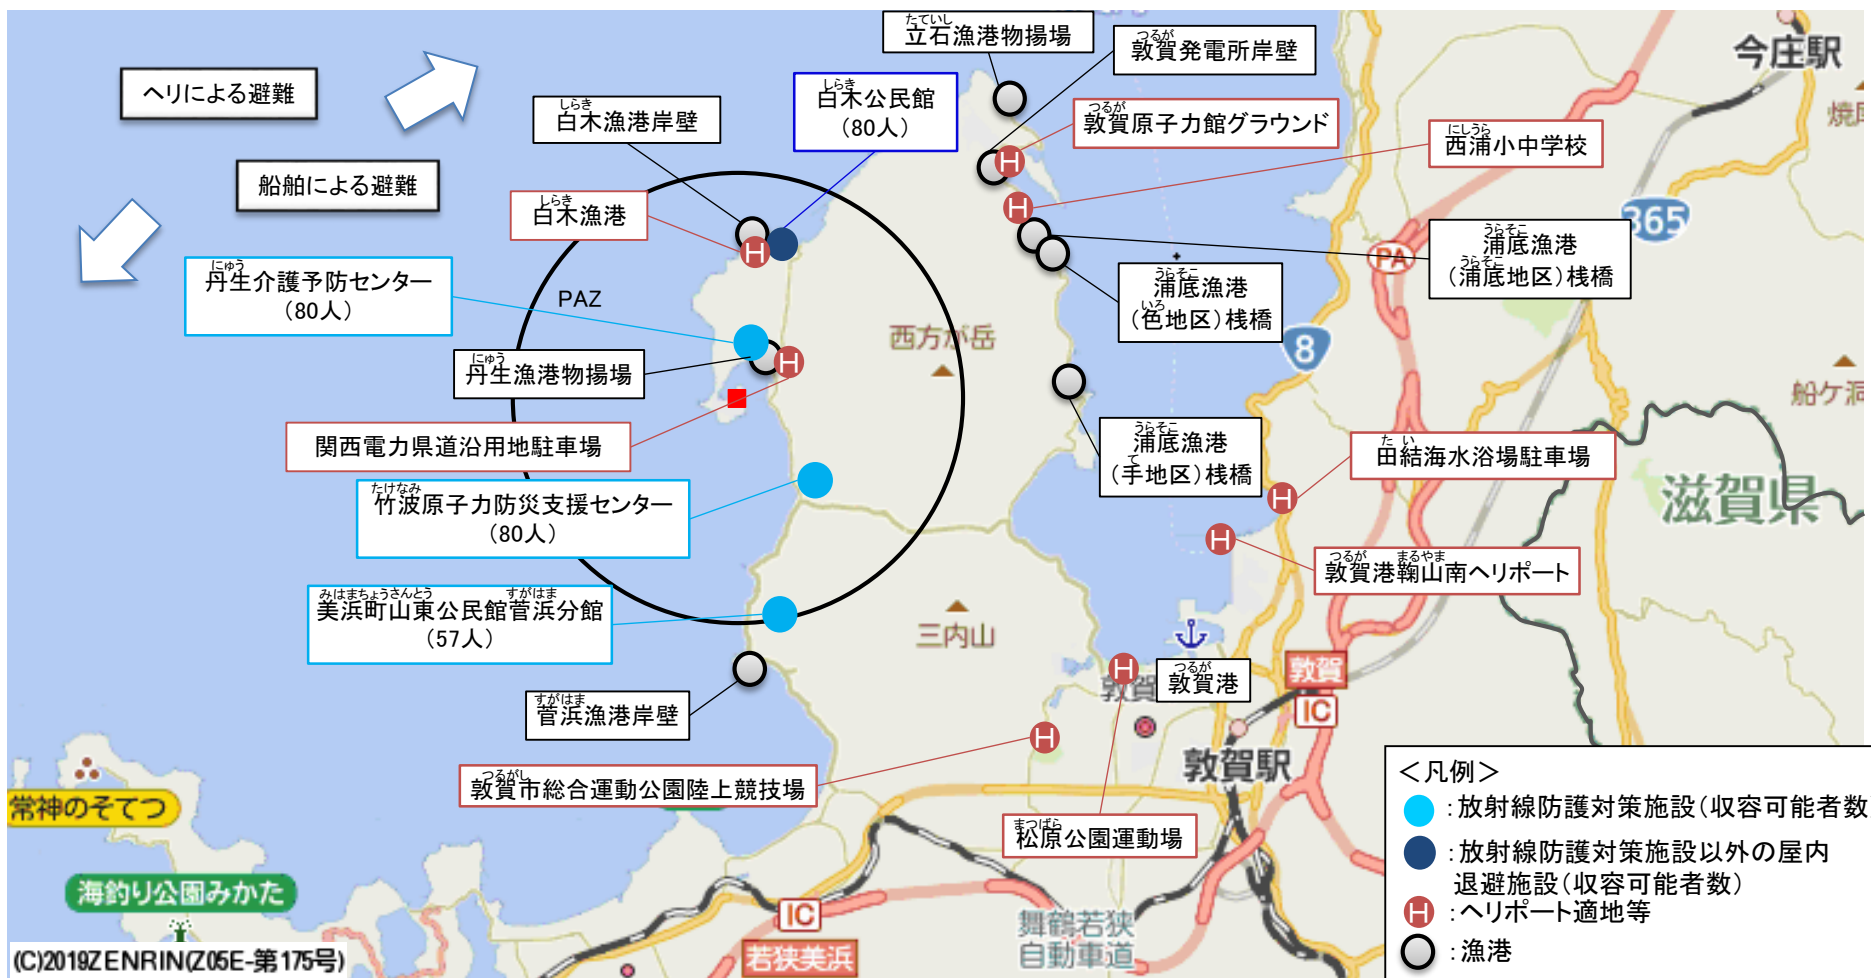 たていし
立石漁港物揚場
つるが
敦賀発電所岸壁
今庄駅
ヘリによる避難
しらき
白木漁港岸壁
しらき
白木公民館
(80人)
つるが
敦賀原子力館グラウンド
にしうら
西浦小中学校
船舶による避難
しらき
白木漁港
365
PA
うらそこ
浦底漁港
うらそこ
(浦底地区)桟橋
にゅう
丹生介護予防センター
(80人)
PAZ
うらそこ
浦底漁港
いろ
(色地区)桟橋
西方が岳
8
にゅう
丹生漁港物揚場
船ケ洞
関西電力県道沿用地駐車場
うらそこ
浦底漁港
て
(手地区)桟橋
たい
田結海水浴場駐車場
たけなみ
竹波原子力防災支援センター
(80人)
滋賀県
つるが まるやま
敦賀港鞠山南ヘリポート
みはまちょうさんとう すがはま
美浜町山東公民館菅浜分館
(57人)
三内山
つるが
敦賀港
敦賀
敦賀
IC
すがはま
菅浜漁港岸壁
敦賀駅
つるがし
敦賀市総合運動公園陸上競技場
まつばら
松原公園運動場
常神のそてつ
海釣り公園みかた
IC
若狭美浜
舞鶴若狭
自動車道
<凡例>
:放射線防護対策施設(収容可能者数)
:放射線防護対策施設以外の屋内
退避施設(収容可能者数)
H:ヘリポート適地等
:漁港
(C)2019ZENRIN(Z05E-第175号)